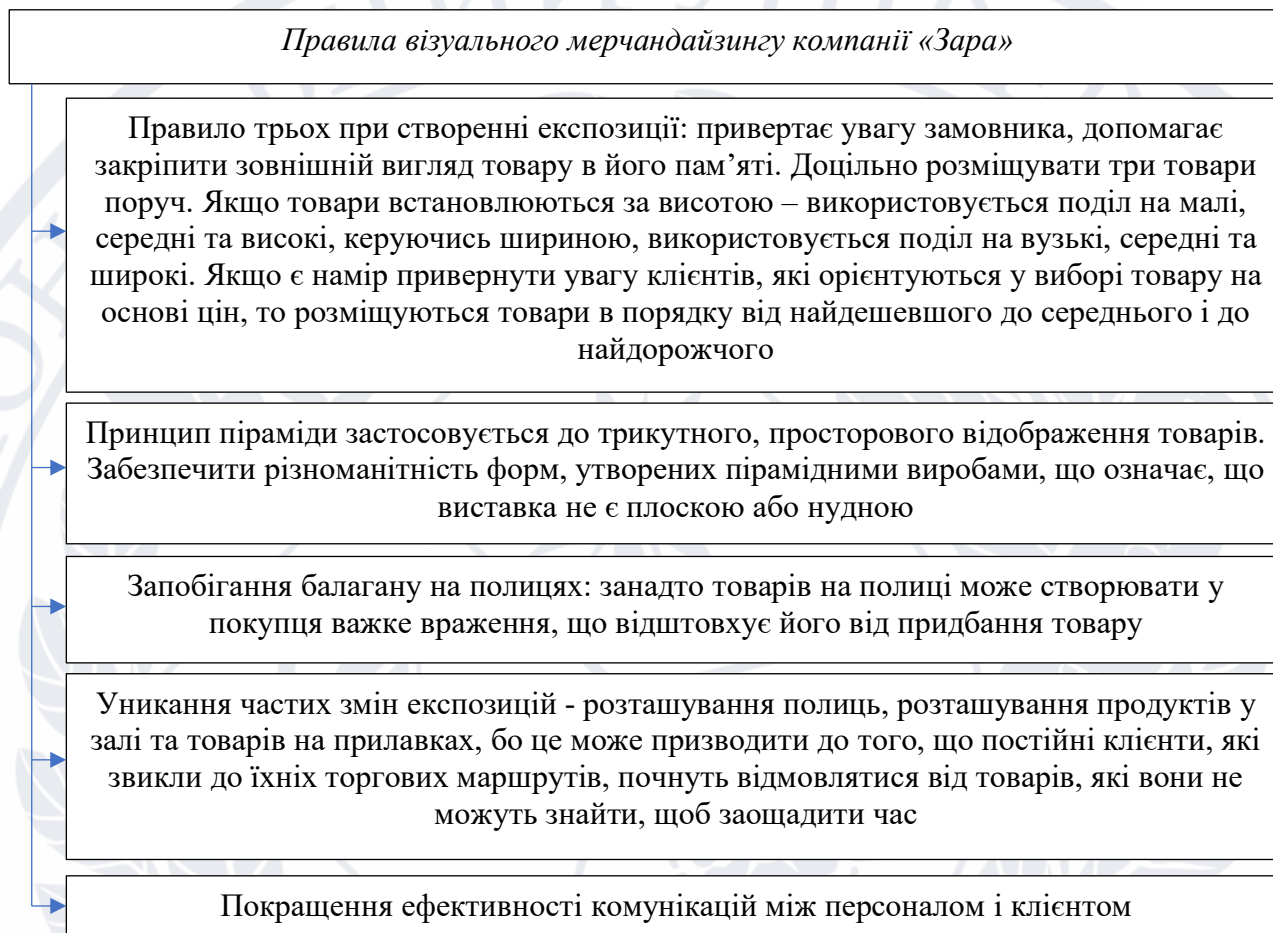 Правила візуального мерчандайзингу компанії «Зара»
Правило трьох при створенні експозиції: привертає увагу замовника, допомагає
закріпити зовнішній вигляд товару в його пам’яті. Доцільно розміщувати три товари
поруч. Якщо товари встановлюються за висотою – використовується поділ на малі,
середні та високі, керуючись шириною, використовується поділ на вузькі, середні та
широкі. Якщо є намір привернути увагу клієнтів, які орієнтуються у виборі товару на
основі цін, то розміщуються товари в порядку від найдешевшого до середнього і до
найдорожчого
Принцип піраміди застосовується до трикутного, просторового відображення товарів.
Забезпечити різноманітність форм, утворених пірамідними виробами, що означає, що
виставка не є плоскою або нудною
Запобігання балагану на полицях: занадто товарів на полиці може створювати у
покупця важке враження, що відштовхує його від придбання товару
Уникання частих змін експозицій - розташування полиць, розташування продуктів у
залі та товарів на прилавках, бо це може призводити до того, що постійні клієнти, які
звикли до їхніх торгових маршрутів, почнуть відмовлятися від товарів, які вони не
можуть знайти, щоб заощадити час
Покращення ефективності комунікацій між персоналом і клієнтом